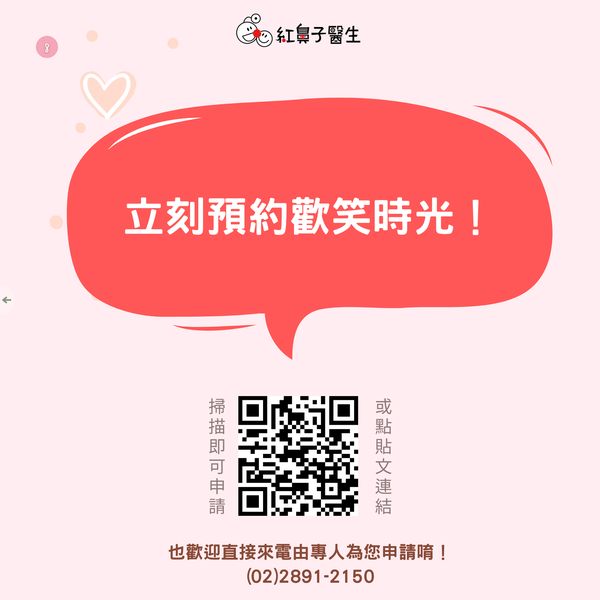 紅鼻子醫生
8
立刻預約歡笑時光！
掃描即可申請
或點貼文連結
也歡迎直接來電由專人為您申請唷！
(02)2891-2150